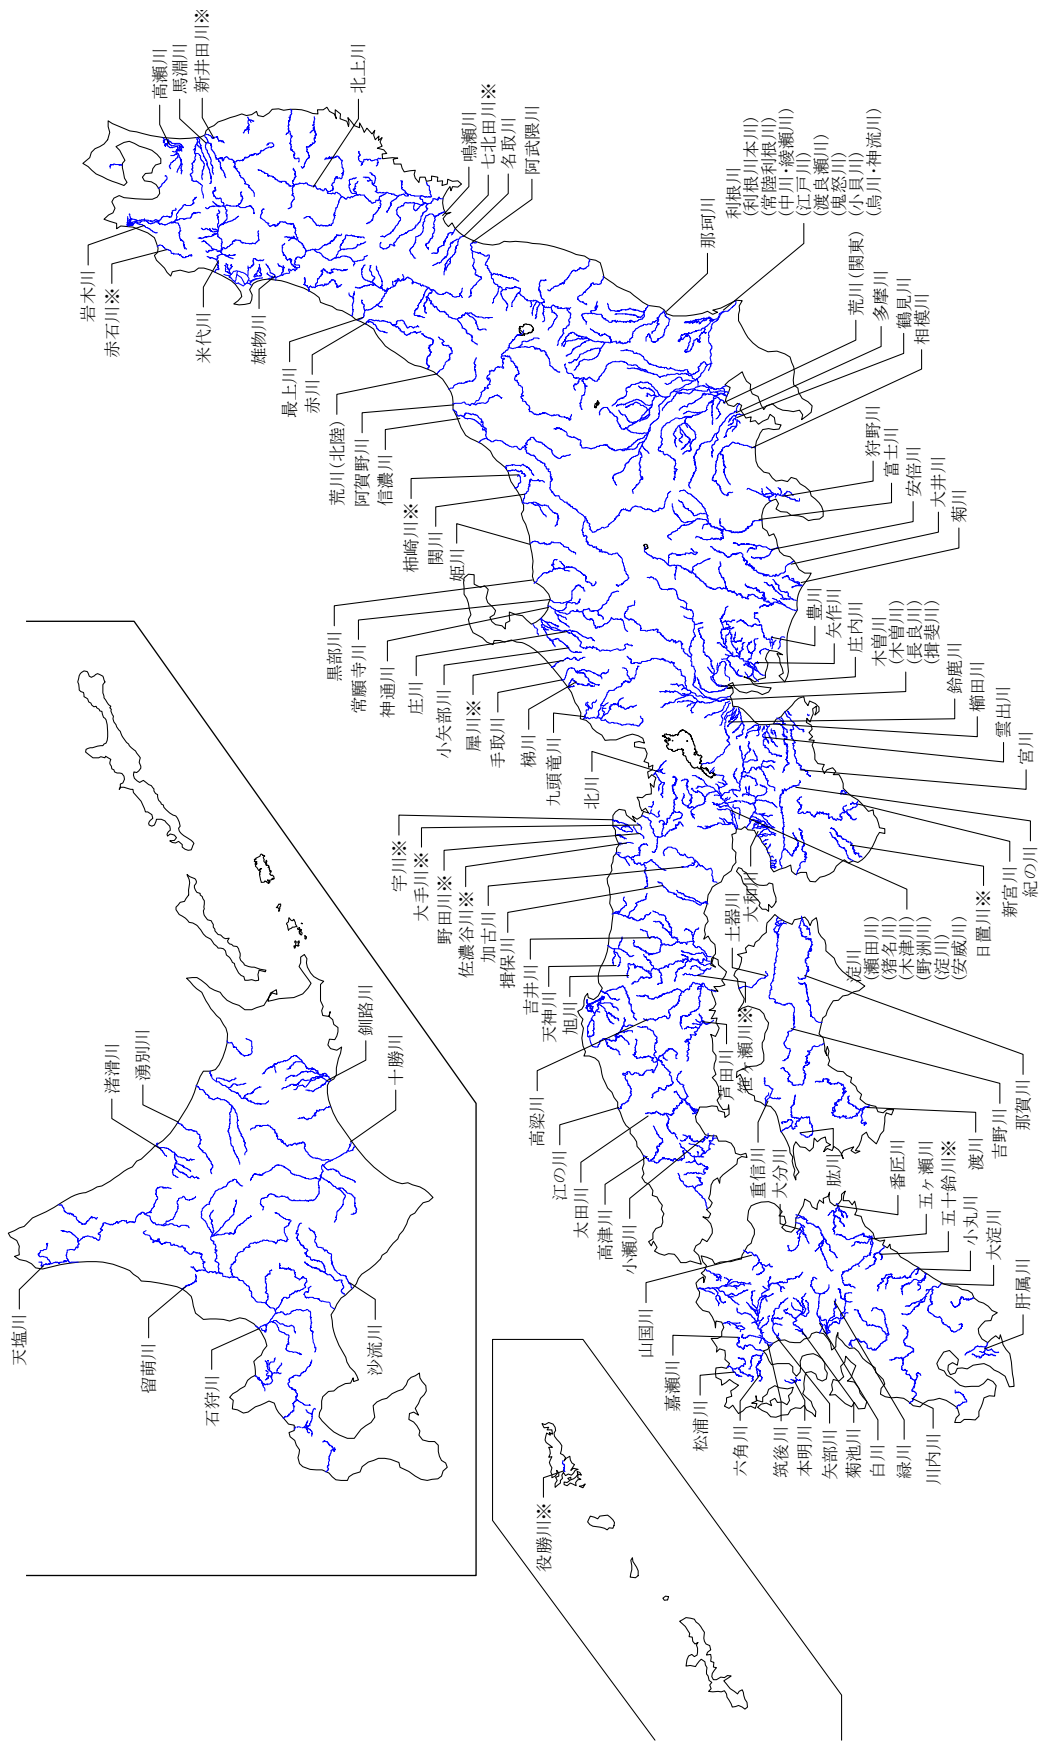 高瀬川
馬淵川
新井田川※
北上川
鳴瀬川
七北田川※
名取川
阿武隈川
那珂川
利根川
(利根川本川)
(常陸利根川)
(中川・綾瀬川)
(江戸川)
(渡良瀬川)
(鬼怒川)
(小貝川)
(烏川・神流川)
荒川(関東)
多摩川
鶴見川
相模川
狩野川
富士川
安倍川
大井川
菊川
豊川
矢作川
庄内川
木曽川
(木曽川)
(長良川)
(揖斐川)
鈴鹿川
櫛田川
雲出川
宮川
紀の川
新宮川
日置川※
淀川
(瀬田川)
(猪名川)
(木津川)
(野洲川)
(淀川)
(安威川)
大和川
土器川
岩木川
赤石川※
米代川
雄物川
最上川
赤川
荒川(北陸)
阿賀野川
信濃川
柿崎川※
関川
姫川
黒部川
常願寺川
神通川
庄川
小矢部川
犀川※
手取川
梯川
九頭竜川
北川
宇川※
大手川※
野田川※
佐濃谷川※
加古川
揖保川
吉井川
天神川
旭川
笹ヶ瀬川※
芦田川
高梁川
江の川
太田川
高津川
小瀬川
那賀川
吉野川
渡川
肱川
重信川
大分川
番匠川
五ヶ瀬川
五十鈴川※
小丸川
大淀川
肝属川
山国川
嘉瀬川
松浦川
六角川
筑後川
本明川
矢部川
菊池川
白川
緑川
川内川
役勝川※
渚滑川
湧別川
釧路川
十勝川
天塩川
留萌川
石狩川
沙流川